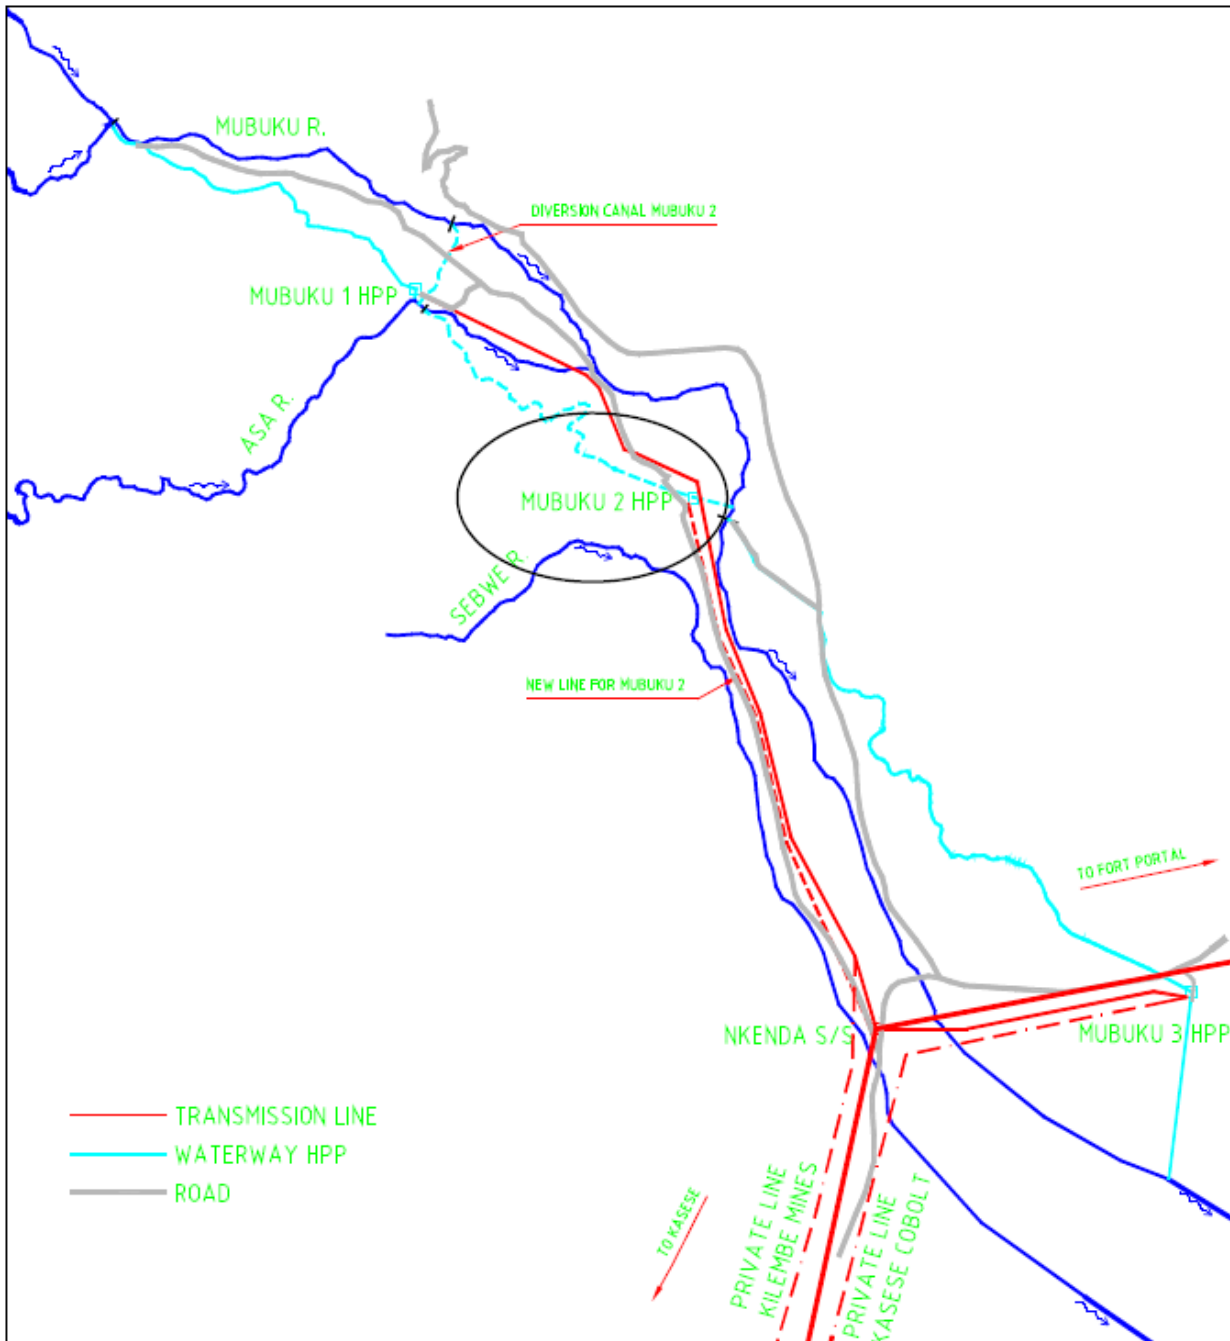 MUBUKU R.
DIVERSION CANAL MUBUKU 2
MUBUKU 1 HPP
ASA R.
MUBUKU 2 HPP
SEBWE R.
NEW LINE FOR MUBUKU 2
TO FORT PORTAL
NKENDA S/S
MUBUKU 3 HPP
TRANSMISSION LINE
WATERWAY HPP
ROAD
TO KASESE
PRIVATE LINE
KILEMBE MINES
PRIVATE LINE
KASESE COBOLT